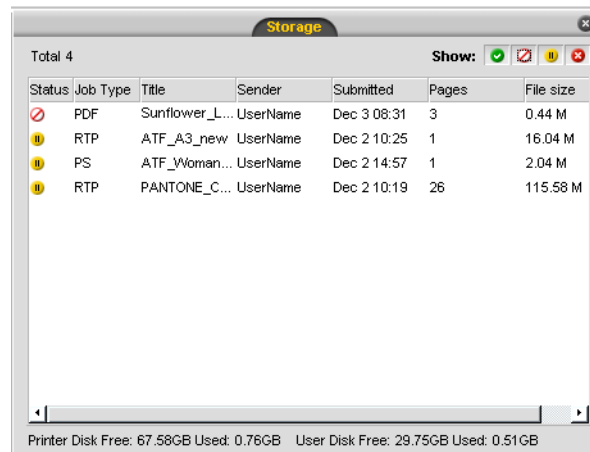 Storage
Total 4 Show:
Status Job Type Title Sender Submitted Pages File size
PDF Sunflower_L... UserName Dec 3 08:31 3 0.44 M
RTP ATF_A3_new UserName Dec 2 10:25 1 16.04 M
PS ATF_Woman... UserName Dec 2 14:57 1 2.04 M
RTP PANTONE_C... UserName Dec 2 10:19 26 115.58 M
Printer Disk Free: 67.58GB Used: 0.76GB User Disk Free: 29.75GB Used: 0.51GB